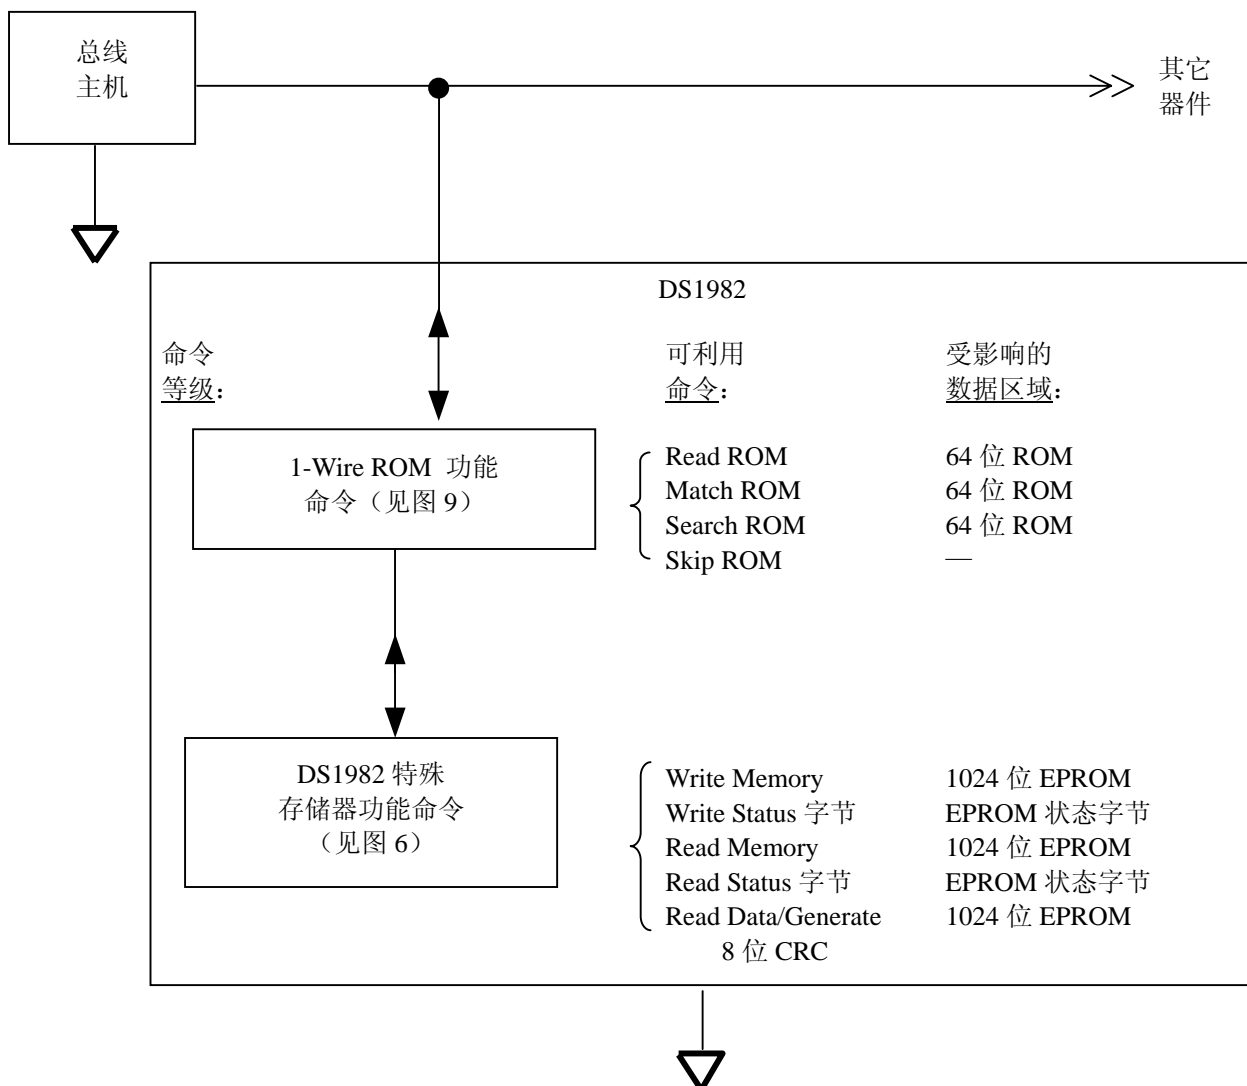 总线
主机
其它
器件
DS1982
命令
等级：
可利用
命令：
受影响的
数据区域：
1-Wire ROM 功能
命令（见图 9）
Read ROM 64 位 ROM
Match ROM 64 位 ROM
Search ROM 64 位 ROM
Skip ROM —
DS1982 特殊
存储器功能命令
（见图 6）
Write Memory 1024 位 EPROM
Write Status 字节 EPROM 状态字节
Read Memory 1024 位 EPROM
Read Status 字节 EPROM 状态字节
Read Data/Generate 1024 位 EPROM
8 位 CRC